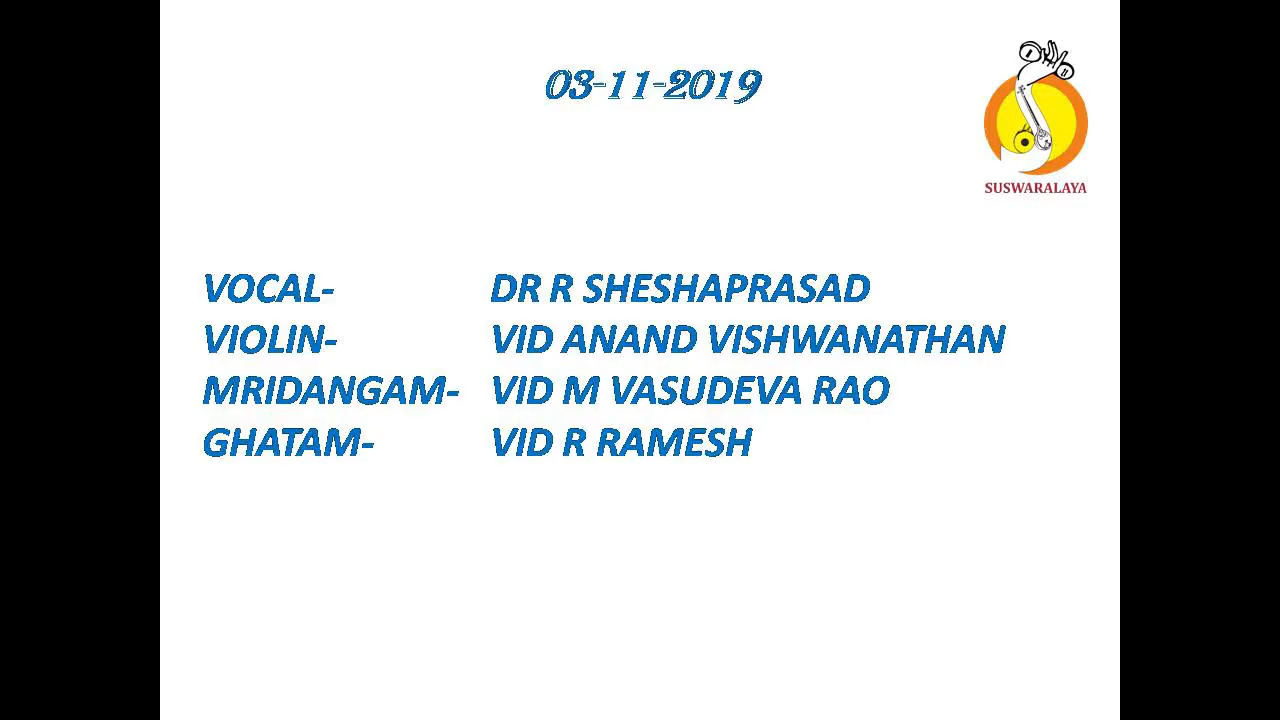 03-11-2019
SUSWARALAYA
VOCAL- DR R SHESHAPRASAD
VIOLIN- VID ANAND VISHWANATHAN
MRIDANGAM- VID M VASUDEVA RAO
GHATAM- VID R RAMESH